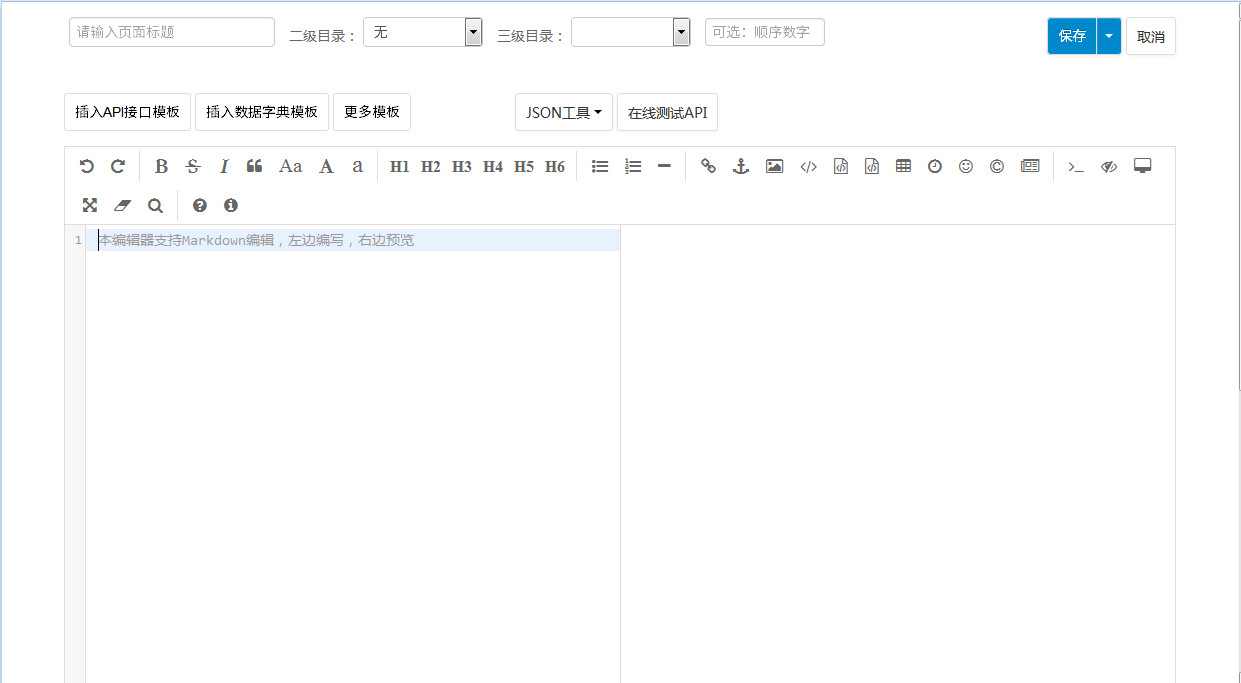 请输入页面标题 二级目录： 无 三级目录： 可选：顺序数字 保存 取消
插入API接口模板 插入数据字典模板 更多模板 JSON工具 在线测试API
B S I Aa A a H1 H2 H3 H4 H5 H6
1 本编辑器支持Markdown编辑，左边编写，右边预览